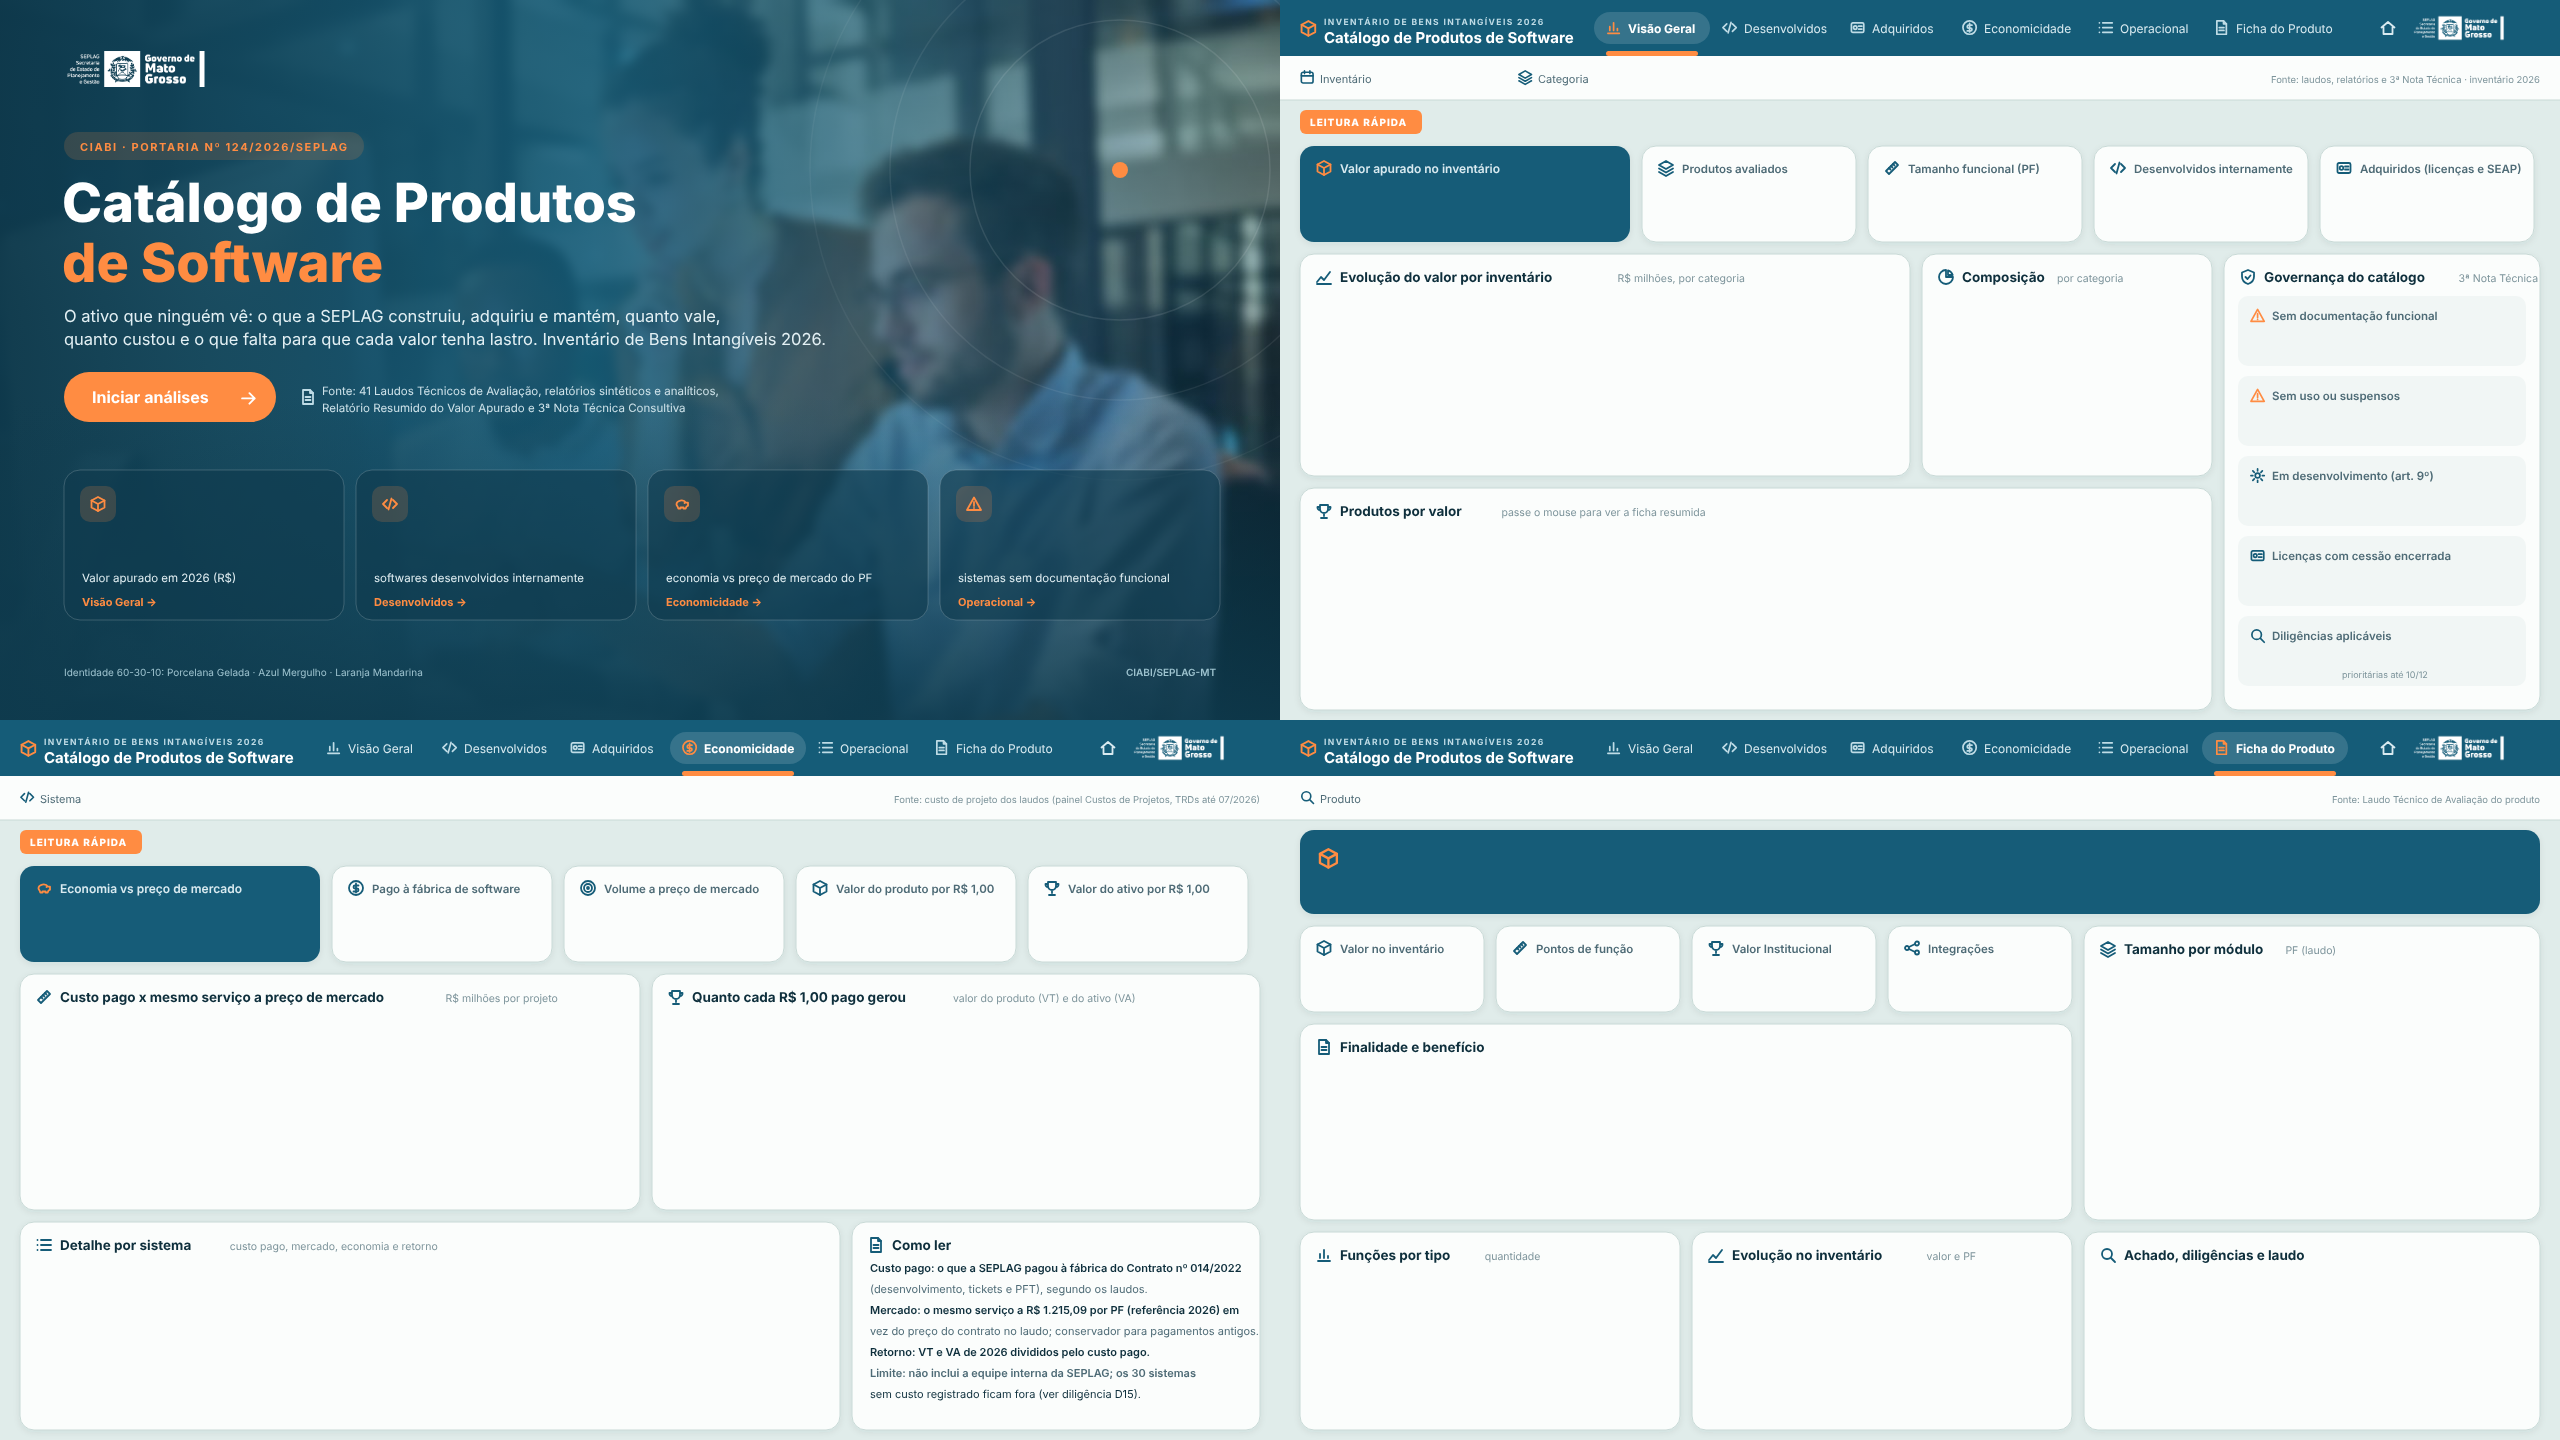 SEPLAG
Secretaria
de Estado de
Planejamento
e Gestão
Governo de
Mato
Grosso
CIABI · PORTARIA Nº 124/2026/SEPLAG
Catálogo de Produtos
de Software
O ativo que ninguém vê: o que a SEPLAG construiu, adquiriu e mantém, quanto vale,
quanto custou e o que falta para que cada valor tenha lastro. Inventário de Bens Intangíveis 2026.
Iniciar análises →
Fonte: 41 Laudos Técnicos de Avaliação, relatórios sintéticos e analíticos,
Relatório Resumido do Valor Apurado e 3ª Nota Técnica Consultiva
Valor apurado em 2026 (R$)
Visão Geral →
softwares desenvolvidos internamente
Desenvolvidos →
economia vs preço de mercado do PF
Economicidade →
sistemas sem documentação funcional
Operacional →
Identidade 60-30-10: Porcelana Gelada · Azul Mergulho · Laranja Mandarina
CIABI/SEPLAG-MT
INVENTÁRIO DE BENS INTANGÍVEIS 2026
Catálogo de Produtos de Software
Visão Geral
Desenvolvidos
Adquiridos
Economicidade
Operacional
Ficha do Produto
Governo de
Mato
Grosso
Inventário
Categoria
Fonte: laudos, relatórios e 3ª Nota Técnica · inventário 2026
LEITURA RÁPIDA
Valor apurado no inventário
Produtos avaliados
Tamanho funcional (PF)
Desenvolvidos internamente
Adquiridos (licenças e SEAP)
Evolução do valor por inventário R$ milhões, por categoria
Composição por categoria
Governança do catálogo 3ª Nota Técnica
Sem documentação funcional
Sem uso ou suspensos
Em desenvolvimento (art. 9º)
Licenças com cessão encerrada
Diligências aplicáveis
prioritárias até 10/12
Produtos por valor passe o mouse para ver a ficha resumida
INVENTÁRIO DE BENS INTANGÍVEIS 2026
Catálogo de Produtos de Software
Visão Geral
Desenvolvidos
Adquiridos
Economicidade
Operacional
Ficha do Produto
Governo de
Mato
Grosso
Sistema
Fonte: custo de projeto dos laudos (painel Custos de Projetos, TRDs até 07/2026)
LEITURA RÁPIDA
Economia vs preço de mercado
Pago à fábrica de software
Volume a preço de mercado
Valor do produto por R$ 1,00
Valor do ativo por R$ 1,00
Custo pago x mesmo serviço a preço de mercado R$ milhões por projeto
Quanto cada R$ 1,00 pago gerou valor do produto (VT) e do ativo (VA)
Detalhe por sistema custo pago, mercado, economia e retorno
Como ler
Custo pago: o que a SEPLAG pagou à fábrica do Contrato nº 014/2022
(desenvolvimento, tickets e PFT), segundo os laudos.
Mercado: o mesmo serviço a R$ 1.215,09 por PF (referência 2026) em
vez do preço do contrato no laudo; conservador para pagamentos antigos.
Retorno: VT e VA de 2026 divididos pelo custo pago.
Limite: não inclui a equipe interna da SEPLAG; os 30 sistemas
sem custo registrado ficam fora (ver diligência D15).
INVENTÁRIO DE BENS INTANGÍVEIS 2026
Catálogo de Produtos de Software
Visão Geral
Desenvolvidos
Adquiridos
Economicidade
Operacional
Ficha do Produto
Governo de
Mato
Grosso
Produto
Fonte: Laudo Técnico de Avaliação do produto
Valor no inventário
Pontos de função
Valor Institucional
Integrações
Tamanho por módulo PF (laudo)
Finalidade e benefício
Funções por tipo quantidade
Evolução no inventário valor e PF
Achado, diligências e laudo